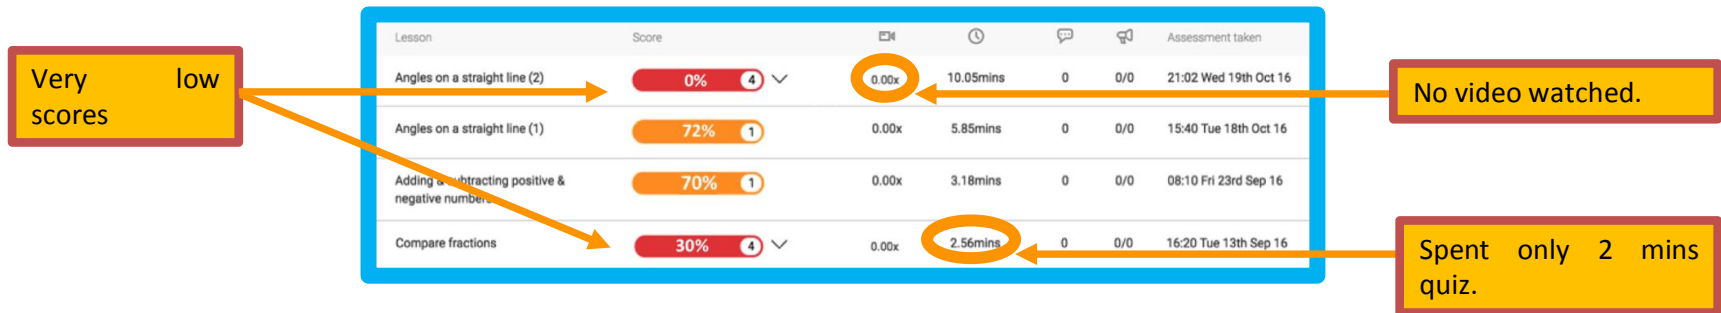 Very low
scores
Lesson Score Assessment taken
Angles on a straight line (2) 0% 4 0.00x 10.05mins 0 0/0 21:02 Wed 19th Oct 16
Angles on a straight line (1) 72% 1 0.00x 5.85mins 0 0/0 15:40 Tue 18th Oct 16
Adding & subtracting positive &
negative numbers 70% 1 0.00x 3.18mins 0 0/0 08:10 Fri 23rd Sep 16
Compare fractions 30% 4 0.00x 2.56mins 0 0/0 16:20 Tue 13th Sep 16
No video watched.
Spent only 2 mins
quiz.